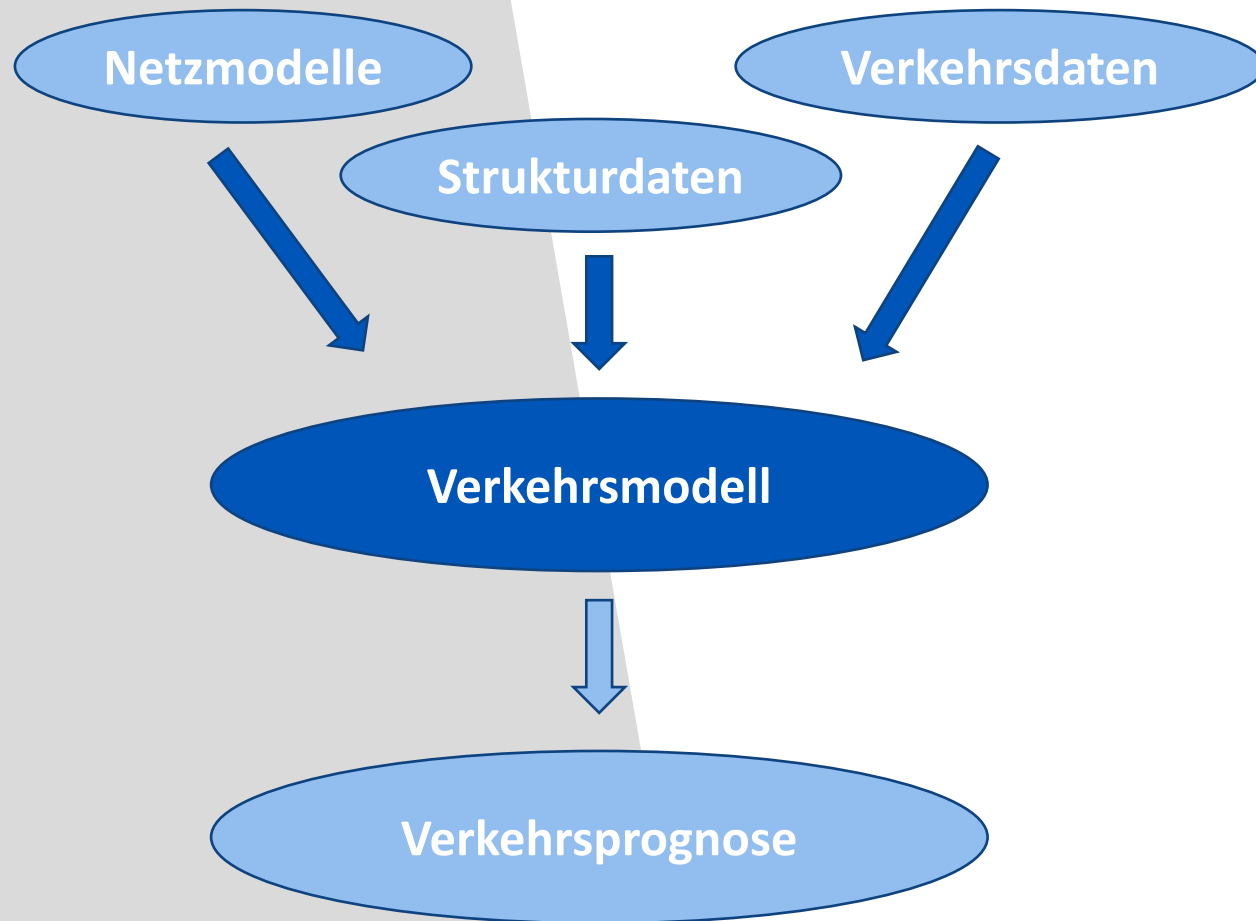 Netzmodelle
Verkehrsdaten
Strukturdaten
Verkehrsmodell
Verkehrsprognose